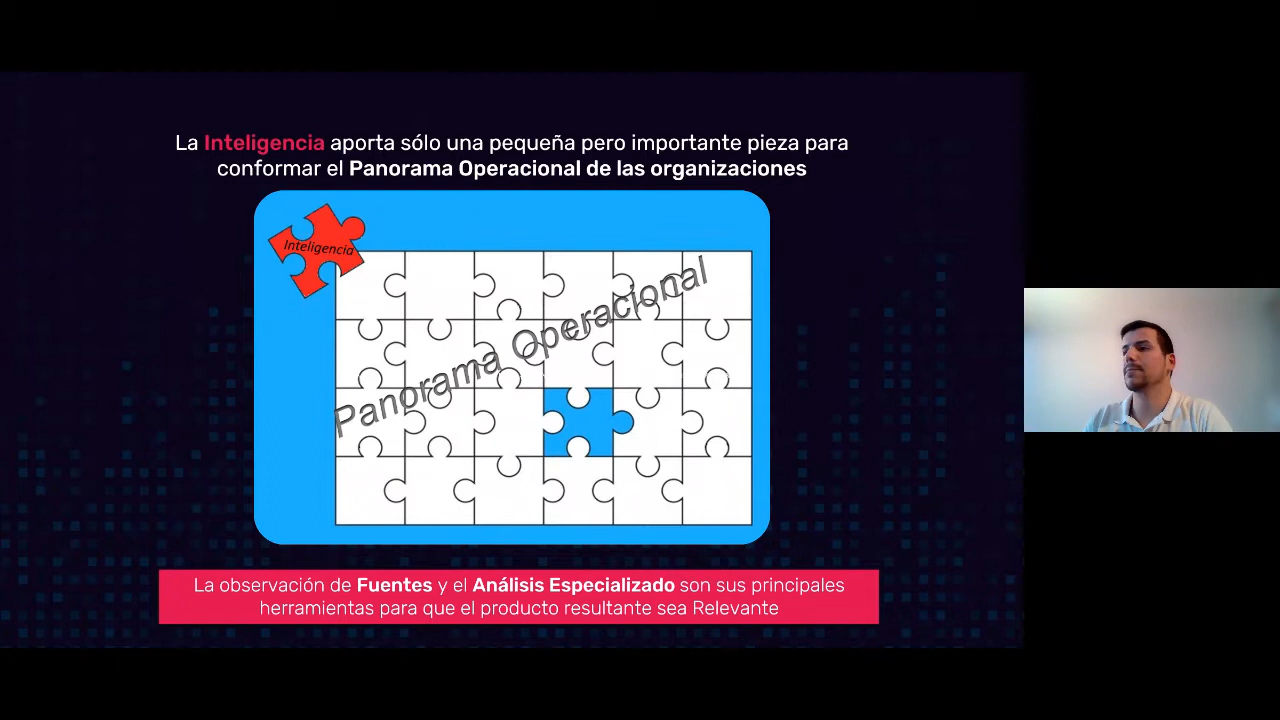 La Inteligencia aporta sólo una pequeña pero importante pieza para
conformar el Panorama Operacional de las organizaciones
Inteligencia
Panorama Operacional
La observación de Fuentes y el Análisis Especializado son sus principales
herramientas para que el producto resultante sea Relevante